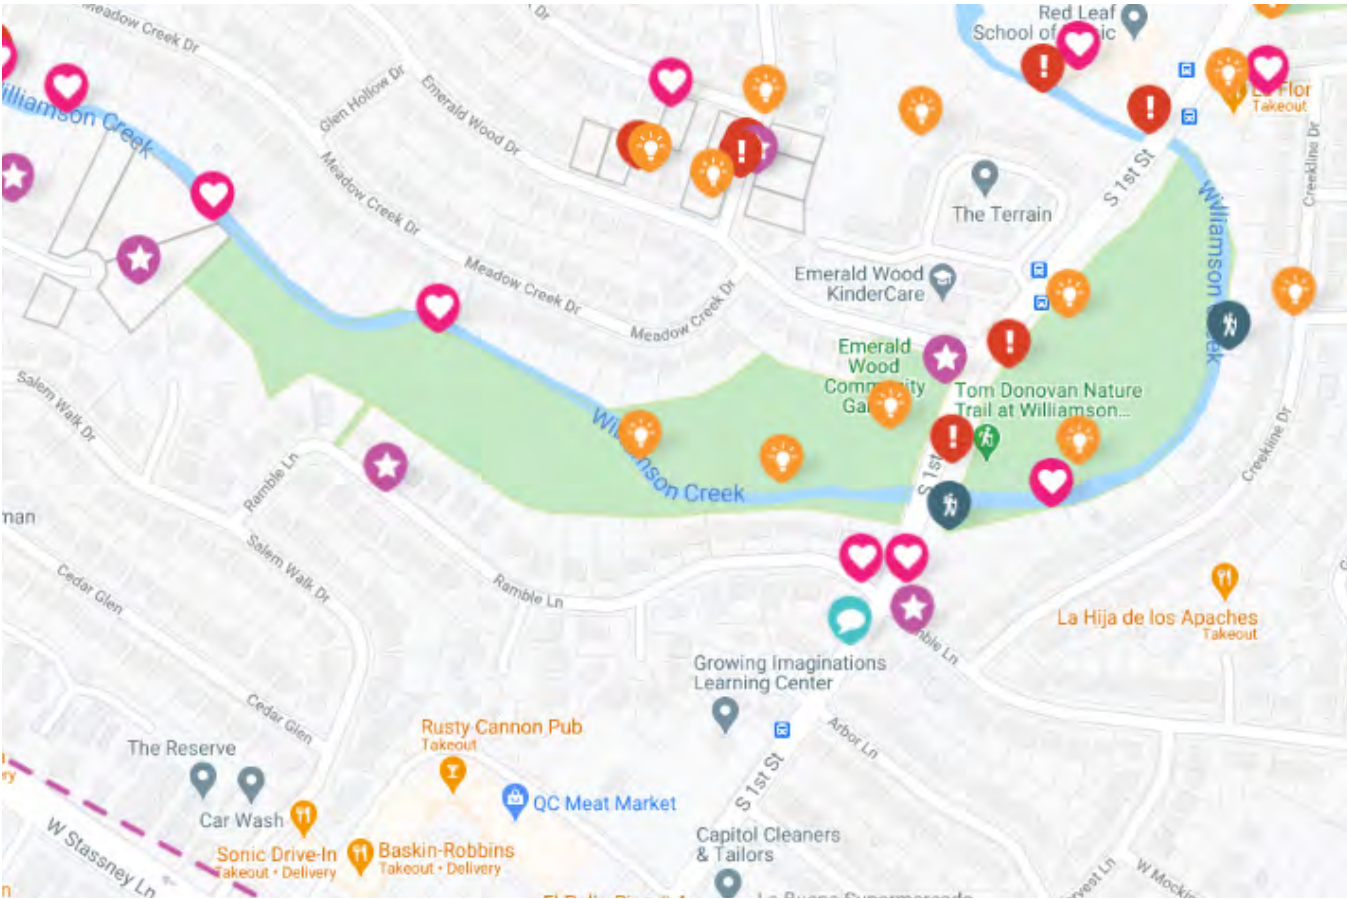 Meadow Creek Dr
Dr
Red Leaf
School of
Williamson Creek
Glen Hollow Dr
Emerald Wood Dr
Flor
Takeout
Creekline Dr
S 1st St
Meadow Creek Dr
The Terrain
Williamson
Emerald Wood
KinderCare
Meadow Creek Dr
Meadow Creek Dr
Emerald
Wood
Tom Donovan Nature
Trail at Williamson...
Salem Walk Dr
Creek
S 1st
Creekline Dr
Ramble Ln
man
Salem Walk Dr
Cedar Glen
Ramble Ln
La Hija de los Apaches
Takeout
Ln
Growing Imaginations
Learning Center
Cedar Glen
Rusty Cannon Pub
Takeout
Arbor Ln
The Reserve
S 1st St
QC Meat Market
Car Wash
W Stassney Ln
Sonic Drive-In
Takeout • Delivery
Baskin-Robbins
Takeout • Delivery
Capitol Cleaners
& Tailors
W Mockin